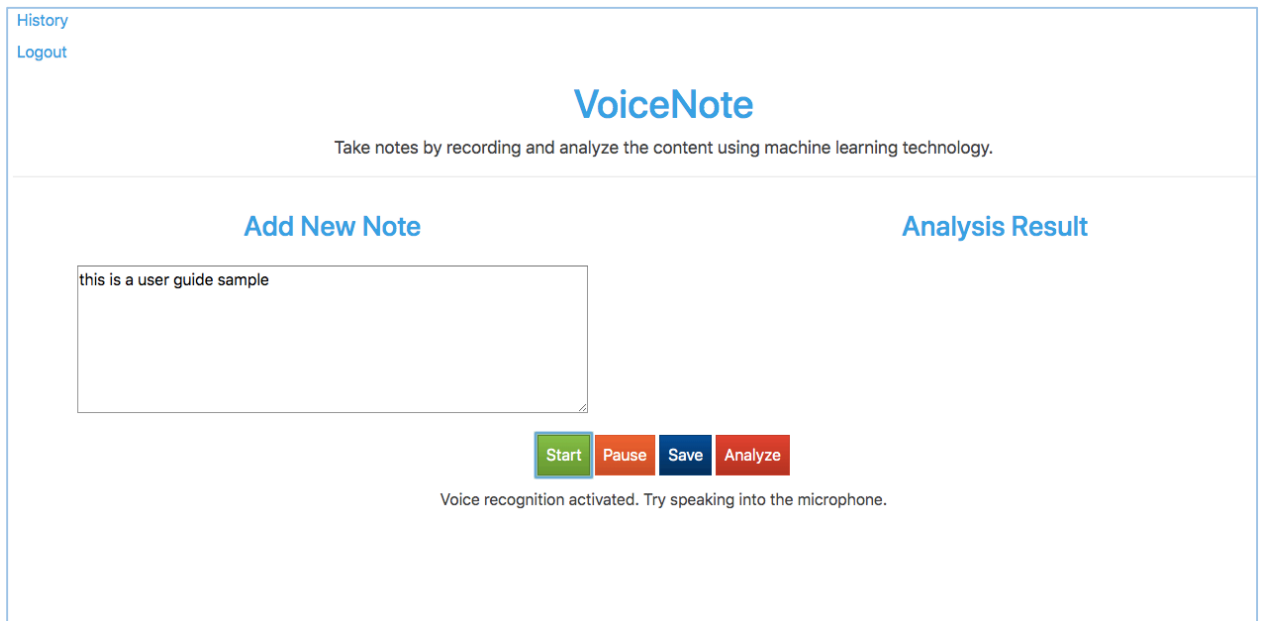 History
Logout
VoiceNote
Take notes by recording and analyze the content using machine learning technology.
Add New Note
Analysis Result
this is a user guide sample
Start Pause Save Analyze
Voice recognition activated. Try speaking into the microphone.